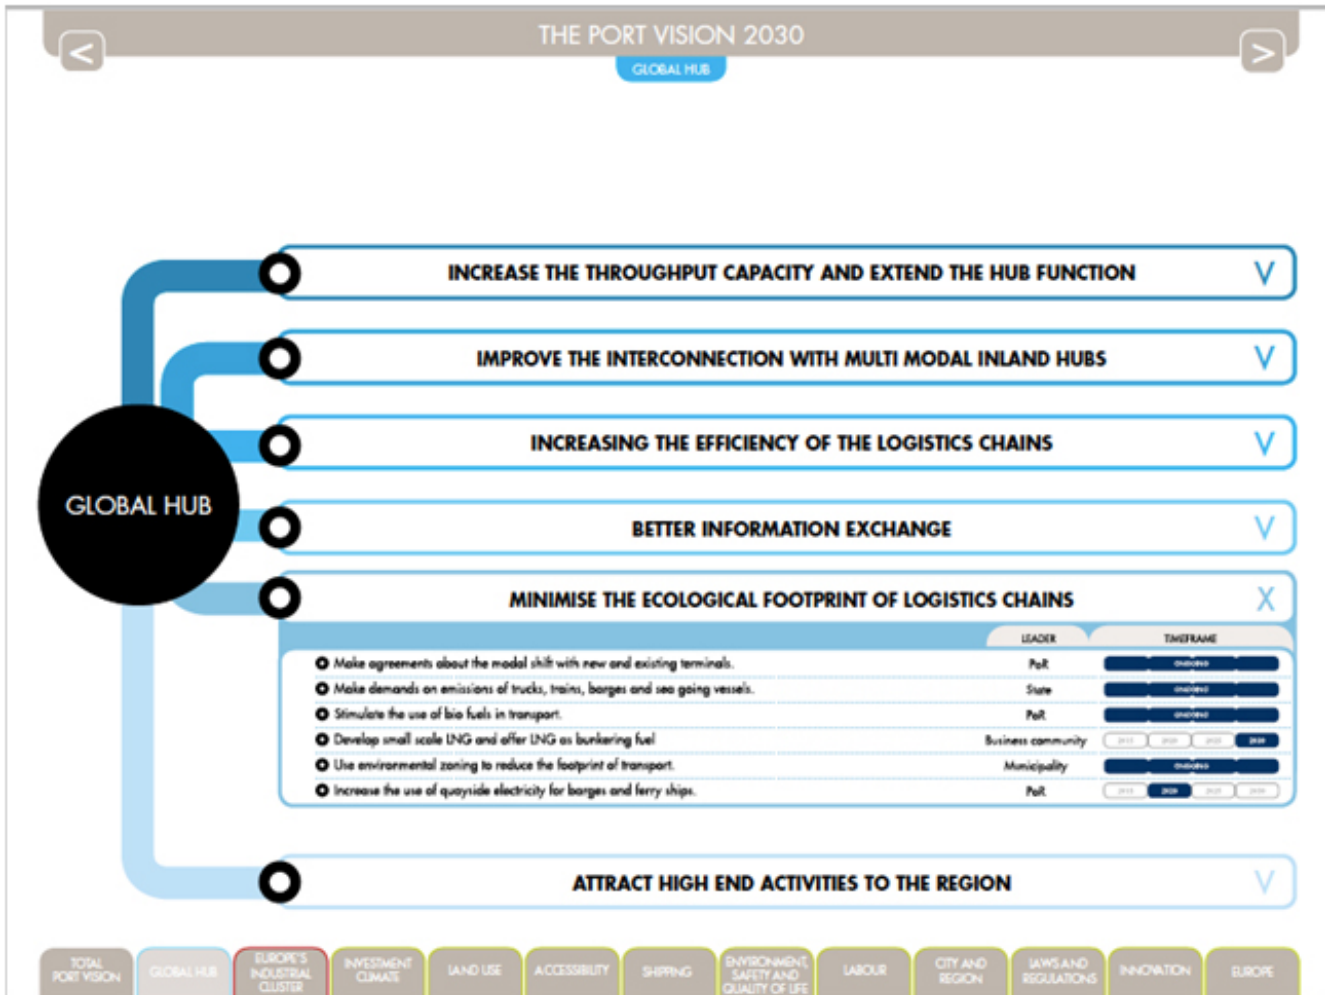 THE PORT VISION 2030
<
>
GLOBAL HUB
INCREASE THE THROUGHPUT CAPACITY AND EXTEND THE HUB FUNCTION V
IMPROVE THE INTERCONNECTION WITH MULTI MODAL INLAND HUBS V
INCREASING THE EFFICIENCY OF THE LOGISTICS CHAINS V
GLOBAL HUB
BETTER INFORMATION EXCHANGE V
MINIMISE THE ECOLOGICAL FOOTPRINT OF LOGISTICS CHAINS X
LEADER TIMEFRAME
Make agreements about the modal shift with new and existing terminals. PoR ONGOING
Make demands on emissions of trucks, trains, barges and sea going vessels. State ONGOING
Stimulate the use of bio fuels in transport. PoR ONGOING
Develop small scale LNG and offer LNG as bunkering fuel Business community 2015 2020 2025 2030
Use environmental zoning to reduce the footprint of transport. Municipality ONGOING
Increase the use of quayside electricity for barges and ferry ships. PoR 2015 2020 2025 2030
ATTRACT HIGH END ACTIVITIES TO THE REGION V
TOTAL PORT VISION
GLOBAL HUB
EUROPE'S INDUSTRIAL CLUSTER
INVESTMENT CLIMATE
LAND USE
ACCESSIBILITY
SHIPPING
ENVIRONMENT, SAFETY AND QUALITY OF LIFE
LABOUR
CITY AND REGION
LAWS AND REGULATIONS
INNOVATION
EUROPE